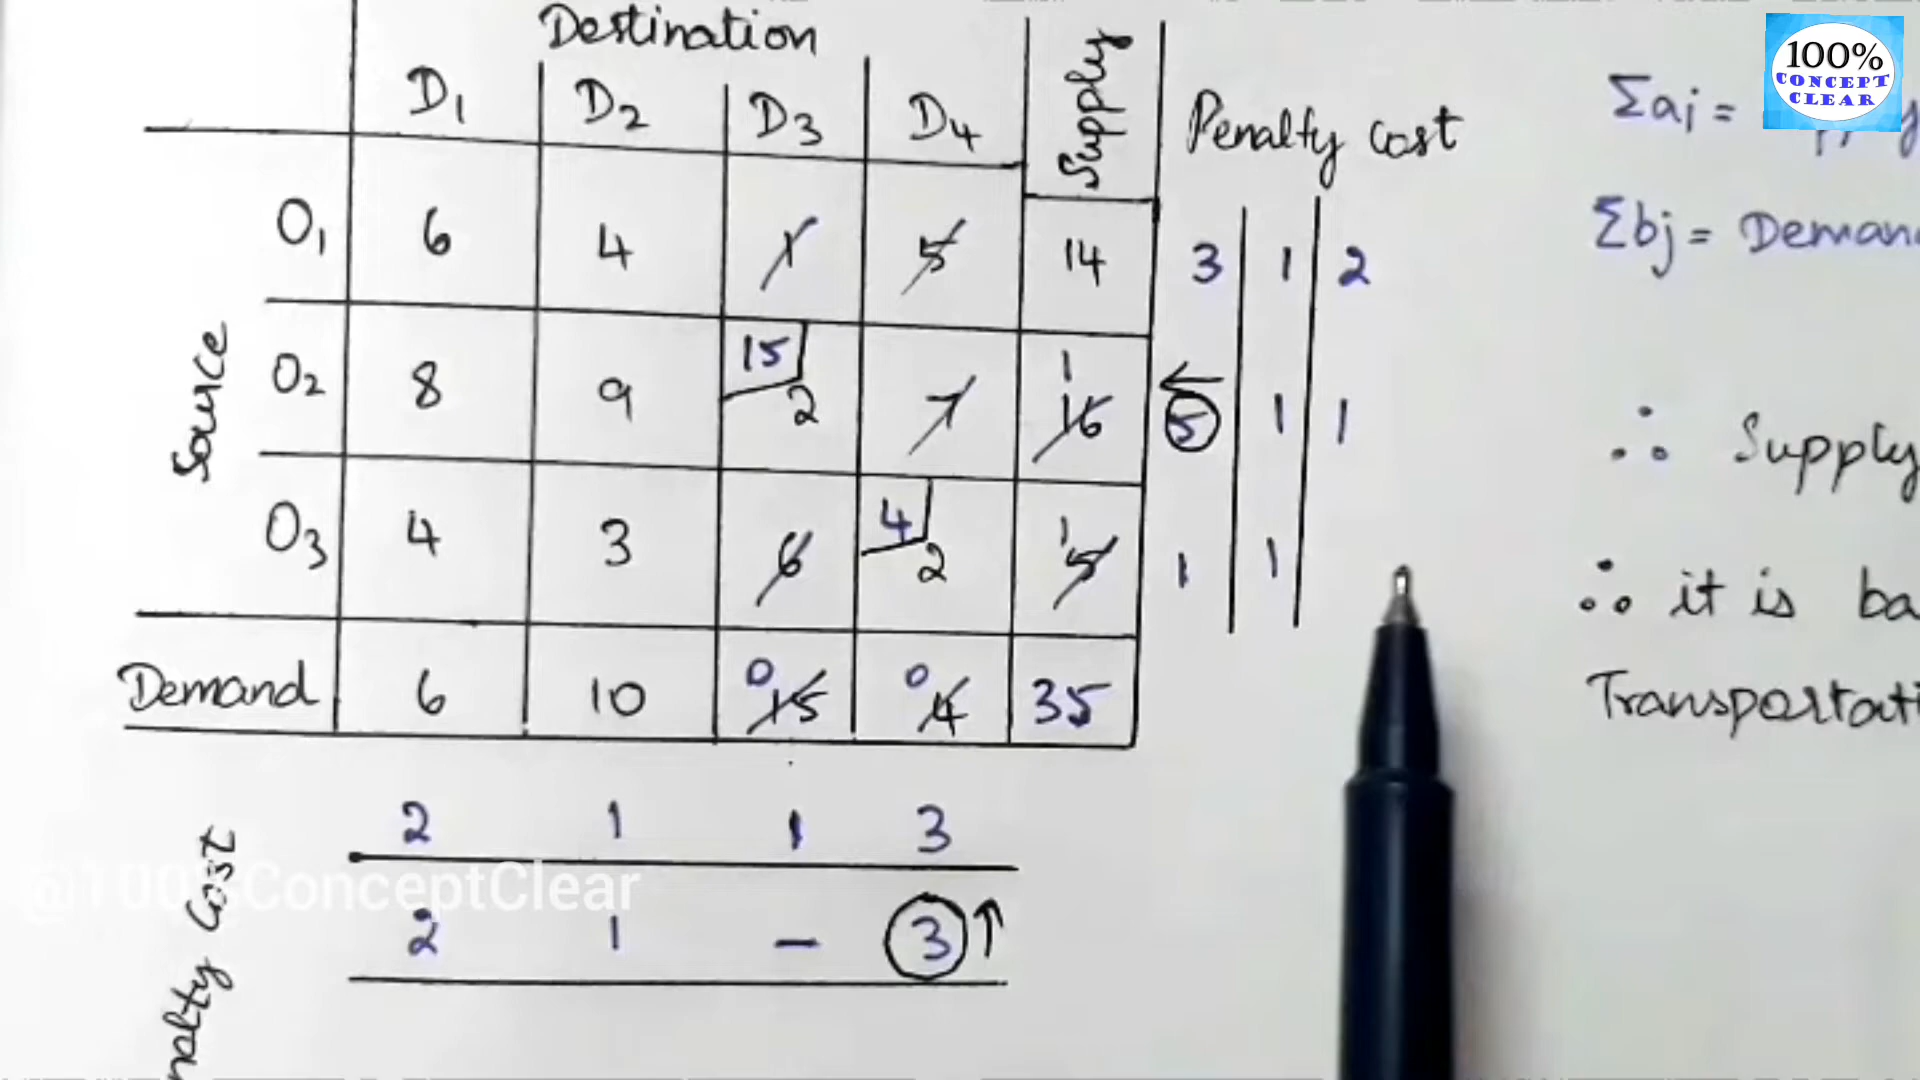 Destination
D1 D2 D3 D4 Supply Penalty Cost
O1 6 4 1 5 14 3 1 2
O2 8 9 15 2 7 1 16 5 1 1
Source
O3 4 3 6 4 2 1 5 1 1
Demand 6 10 0 15 0 4 35
2 1 1 3
2 1 - 3 ↑
nalty Cost
Σai =
Σbj = Deman
∴ Supply
∴ it is ba
Transportati
100%
CONCEPT
CLEAR
@100%ConceptClear